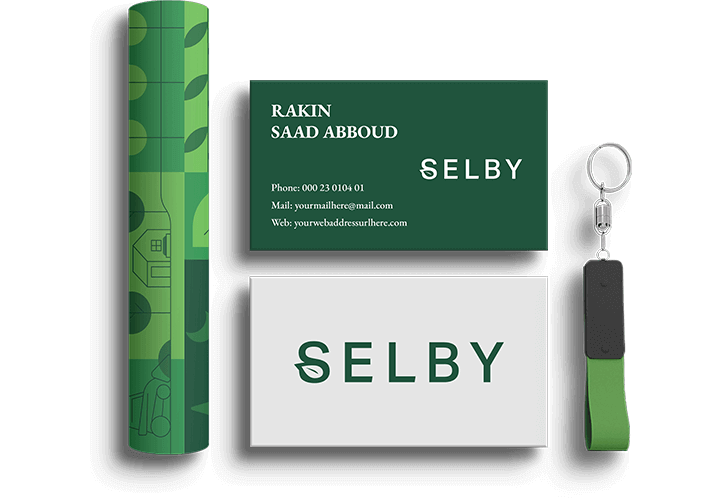 RAKIN
SAAD ABBOUD
SELBY
Phone: 000 23 0104 01
Mail: yourmailhere@mail.com
Web: yourwebaddressurlhere.com
SELBY